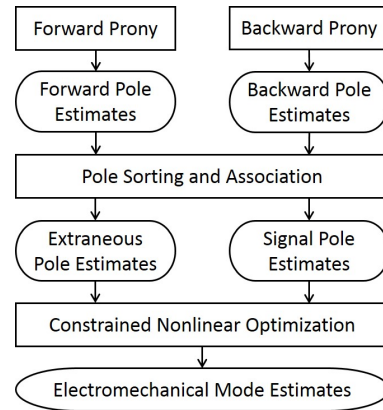 Forward Prony
Backward Prony
Forward Pole
Estimates
Backward Pole
Estimates
Pole Sorting and Association
Extraneous
Pole Estimates
Signal Pole
Estimates
Constrained Nonlinear Optimization
Electromechanical Mode Estimates